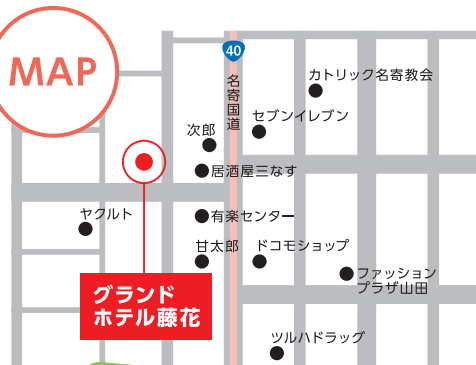 MAP
40
名寄国道
カトリック名寄教会
セブンイレブン
次郎
居酒屋三なす
ヤクルト
有楽センター
甘太郎
ドコモショップ
ファッション
プラザ山田
グランド
ホテル藤花
ツルハドラッグ